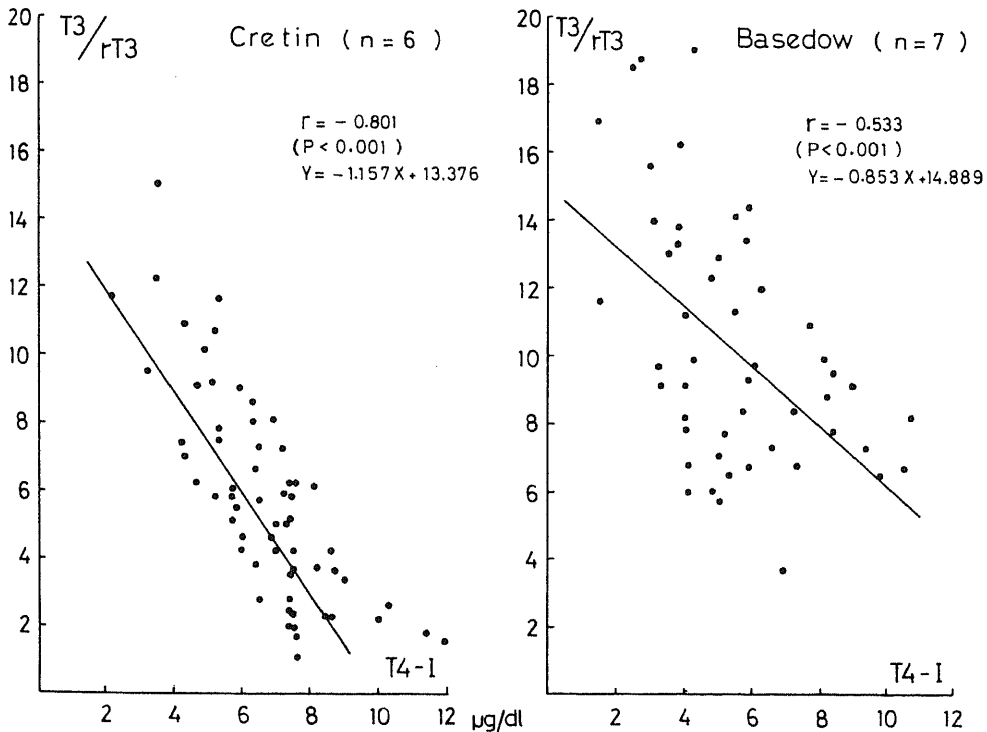 T3/rT3
Cretin ( n = 6 )
r = - 0.801
(P < 0.001 )
Y= -1.157 X + 13.376
20
18
16
14
12
10
8
6
4
2
T4-I
2 4 6 8 10 12
µg/dl
T3/rT3
Basedow ( n = 7 )
r = - 0.533
(P < 0.001 )
Y= -0.853 X +14.889
20
18
16
14
12
10
8
6
4
2
T4-I
2 4 6 8 10 12